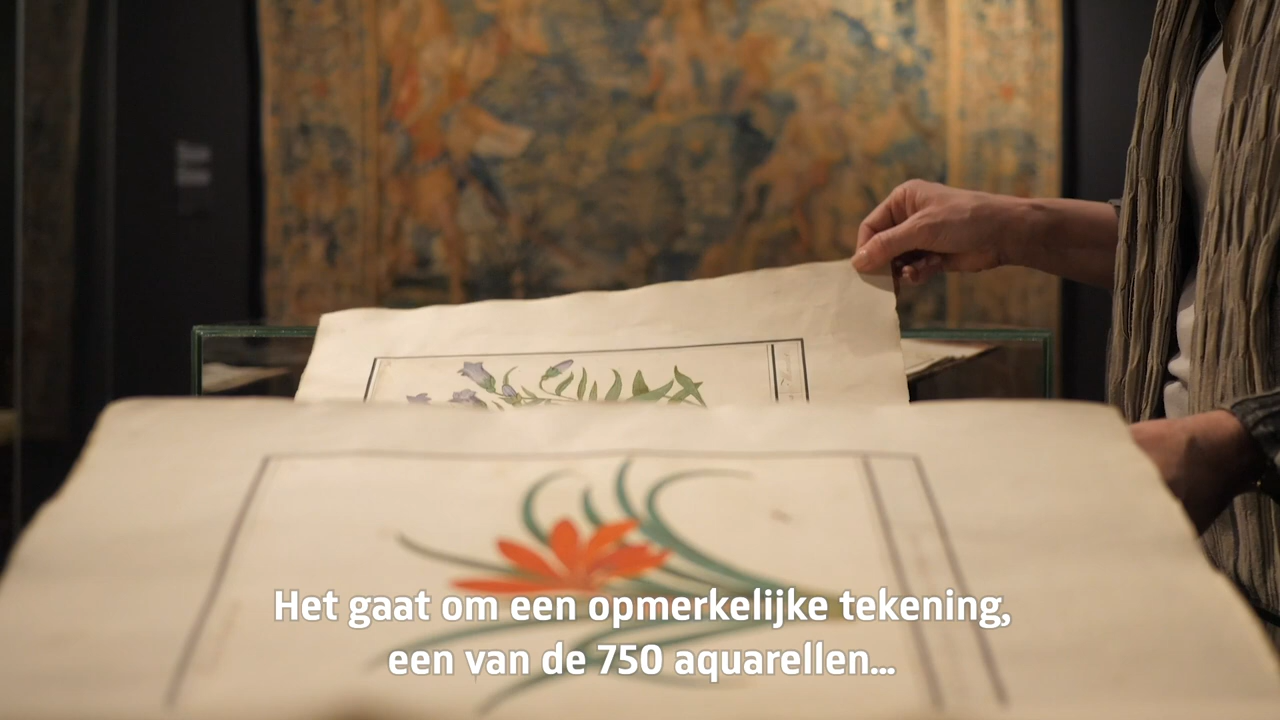 Het gaat om een opmerkelijke tekening,
een van de 750 aquarellen...